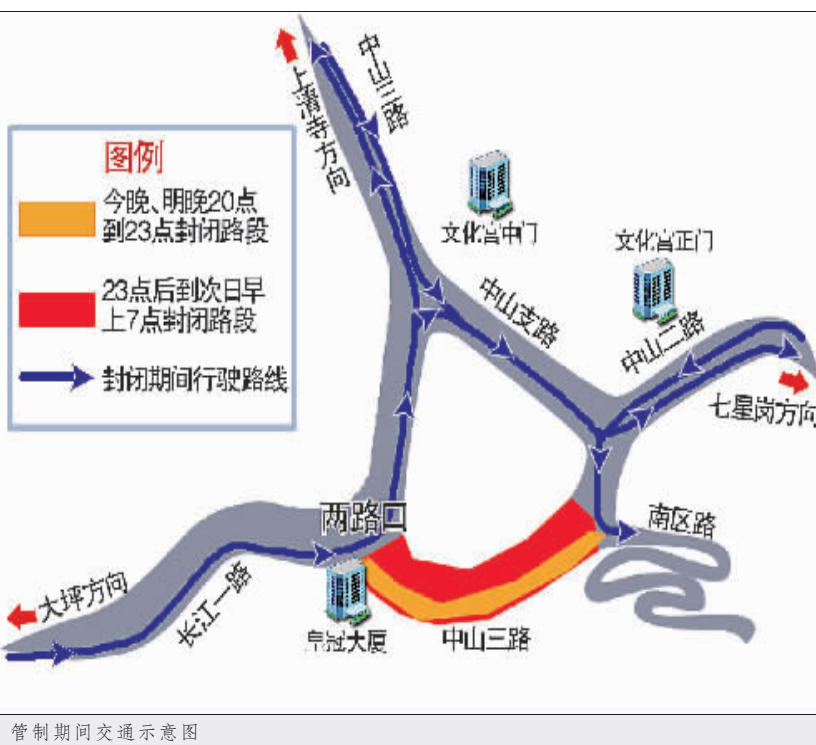 中山三路
上清寺方向
图例
今晚、明晚20点
到23点封闭路段
23点后到次日早
上7点封闭路段
封闭期间行驶路线
文化宫中门
文化宫正门
中山支路
中山二路
七星岗方向
两路口
南区路
大坪方向
长江一路
皇冠大厦
中山三路
管制期间交通示意图